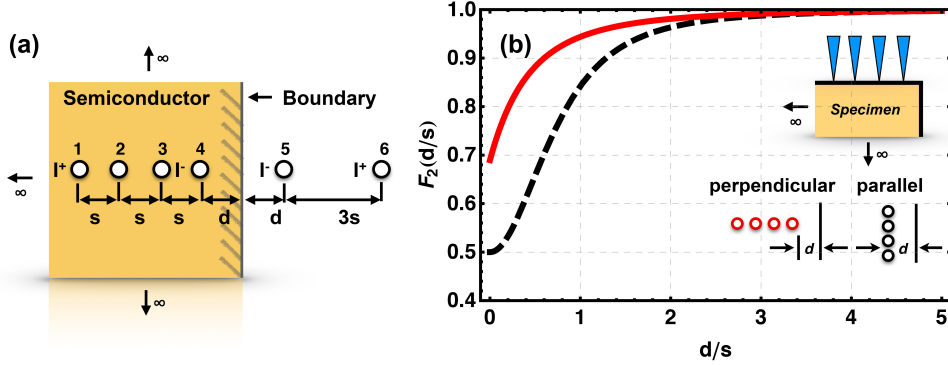 (a)
∞
Semiconductor
Boundary
1 2 3 4 5 6
I⁺ I⁻ I⁻ I⁺
∞
s s s d d 3s
∞
(b)
F₂(d/s)
1.0
0.9
0.8
0.7
0.6
0.5
0.4
0 1 2 3 4 5
d/s
Specimen
∞
∞
perpendicular parallel
d d